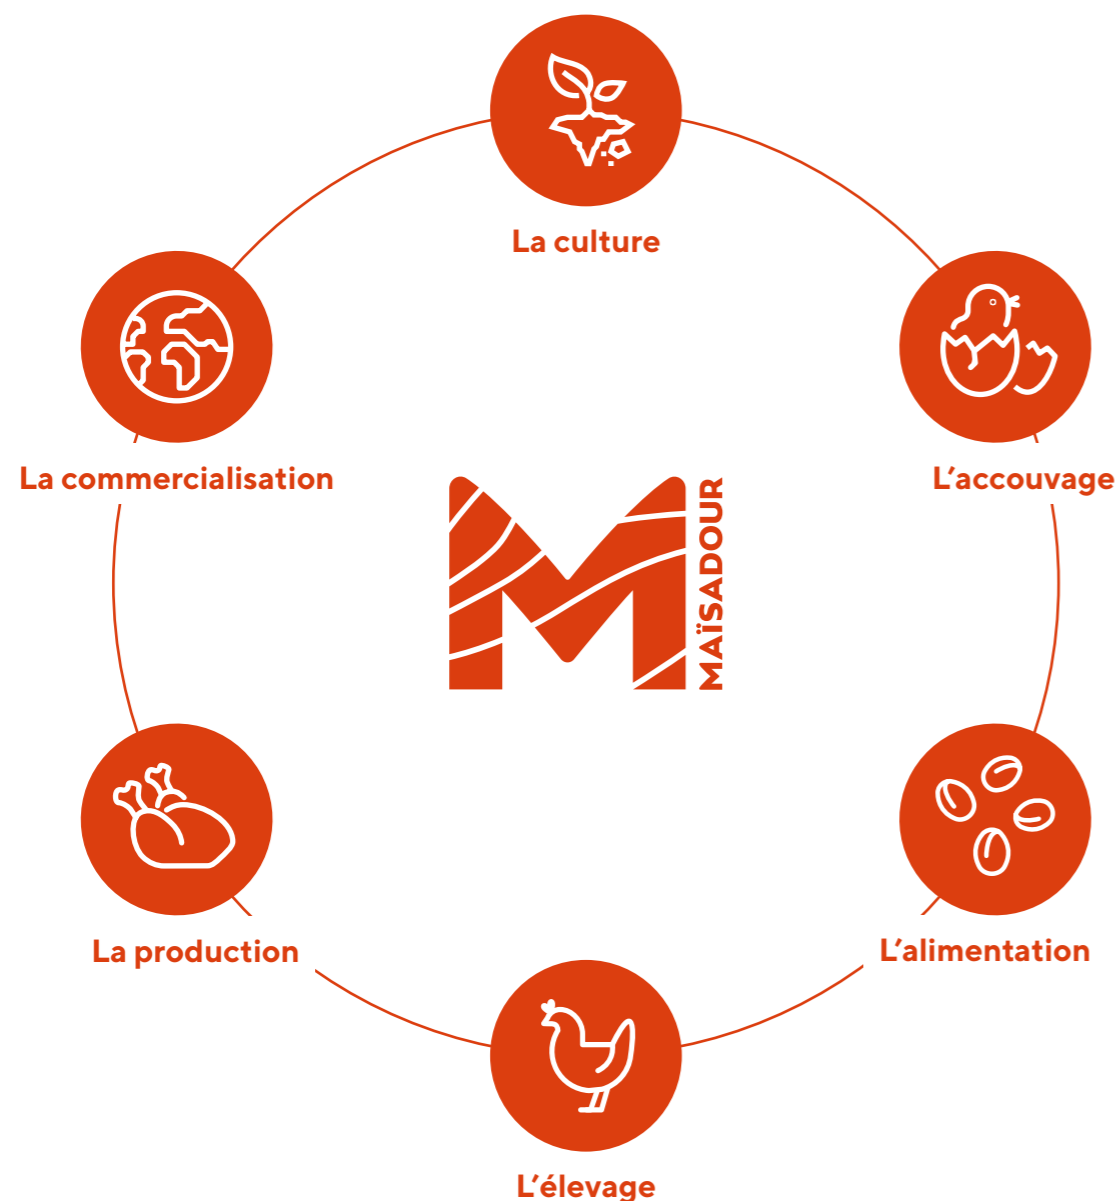 La culture
La commercialisation
L’accouvage
MAÏSADOUR
La production
L’alimentation
L’élevage